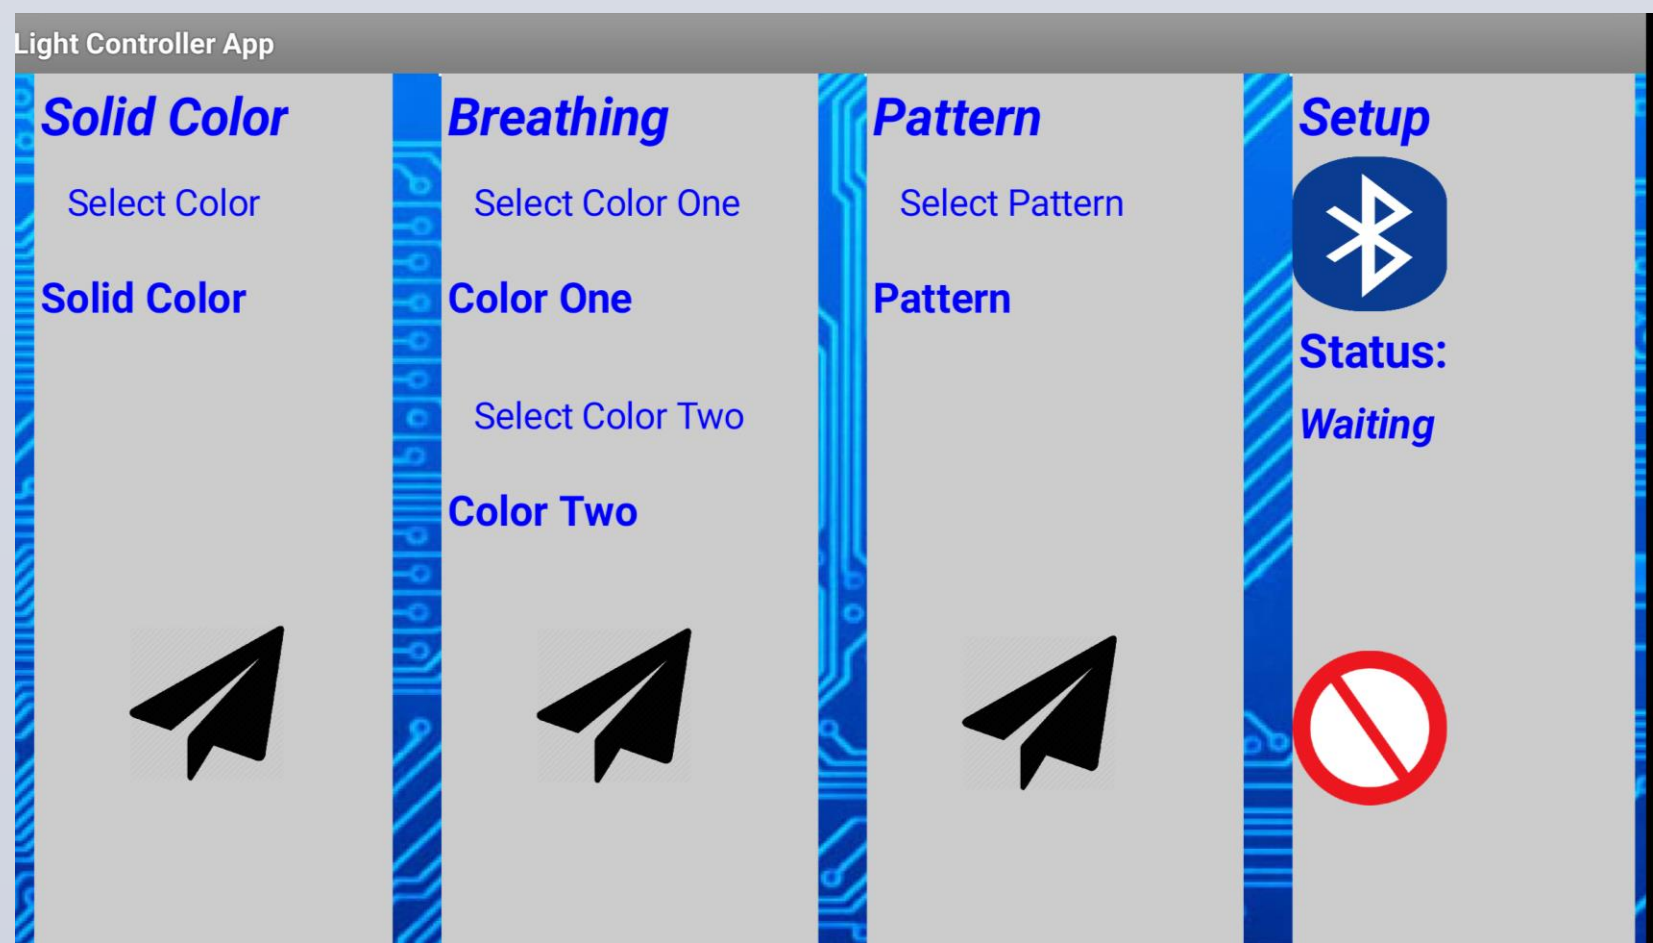 Light Controller App
Solid Color
Select Color
Solid Color
Breathing
Select Color One
Color One
Select Color Two
Color Two
Pattern
Select Pattern
Pattern
Setup
Status:
Waiting